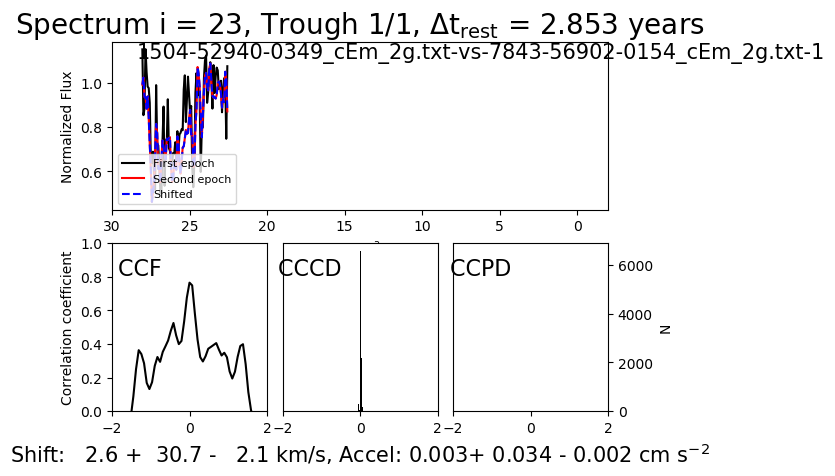 Spectrum i = 23, Trough 1/1, Δt_rest = 2.853 years
1504-52940-0349_cEm_2g.txt-vs-7843-56902-0154_cEm_2g.txt-1
Normalized Flux
1.0
0.8
0.6
First epoch
Second epoch
Shifted
30 25 20 15 10 5 0
Correlation coefficient
1.0
0.8
0.6
0.4
0.2
0.0
CCF
CCCD
CCPD
6000
4000
2000
0
N
−2 0 2
−2 0 2
−2 0 2
Shift: 2.6 + 30.7 - 2.1 km/s, Accel: 0.003+ 0.034 - 0.002 cm s⁻²